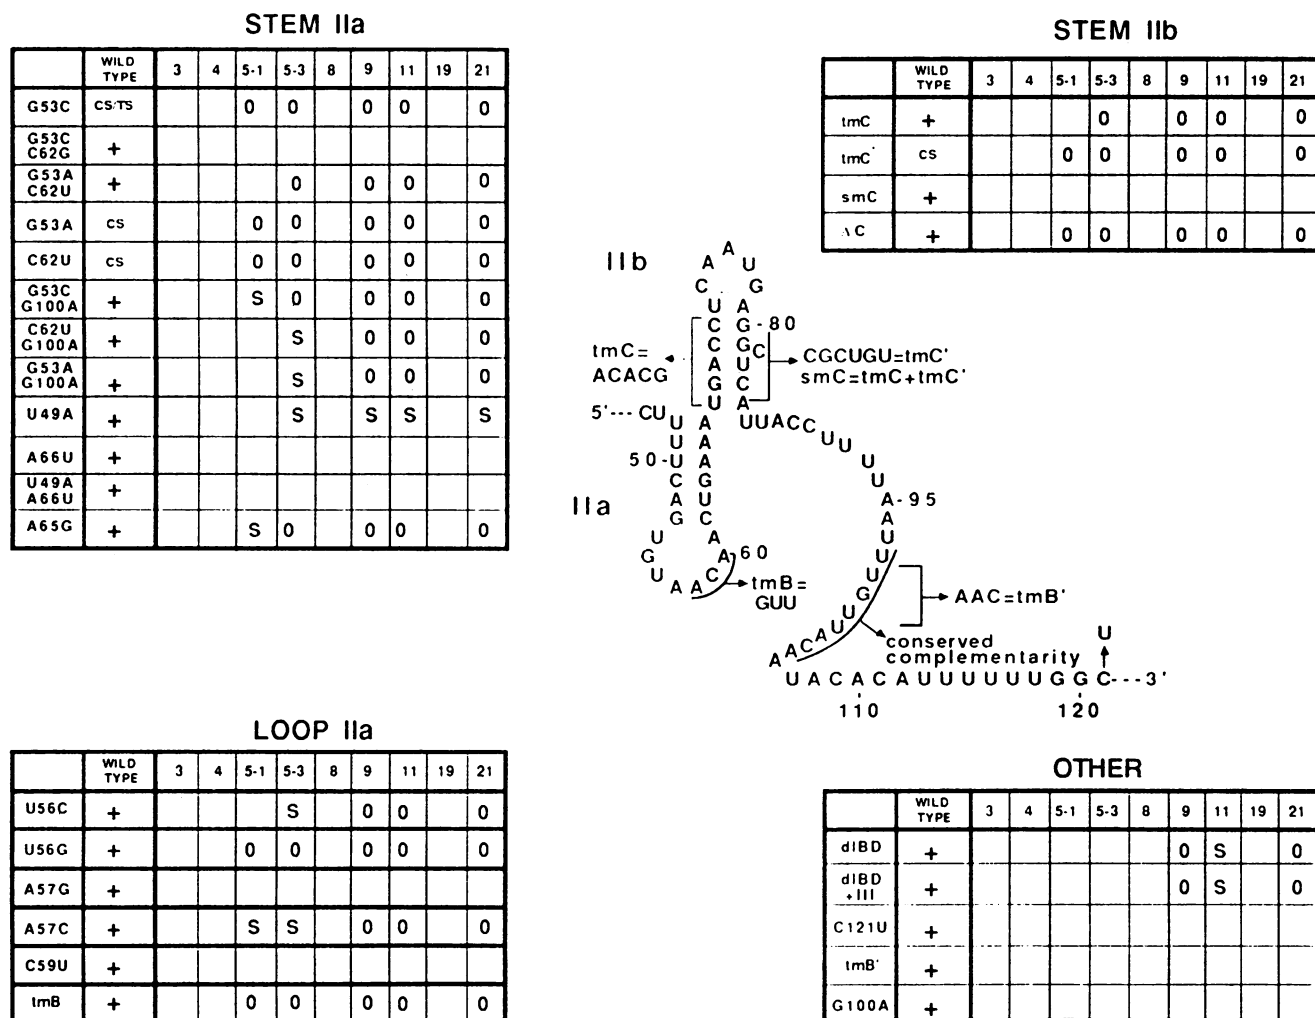 STEM IIa
WILD TYPE 3 4 5-1 5-3 8 9 11 19 21
G53C CS/TS 0 0 0 0 0
G53C C62G +
G53A C62U + 0 0 0 0
G53A CS 0 0 0 0 0
C62U CS 0 0 0 0 0
G53C G100A + S 0 0 0 0
C62U G100A + S 0 0 0
G53A G100A + S 0 0 0
U49A + S S S S
A66U +
U49A A66U +
A65G + S 0 0 0 0
STEM IIb
WILD TYPE 3 4 5-1 5-3 8 9 11 19 21
tmC + 0 0 0 0
tmC' CS 0 0 0 0 0
smC +
ΔC + 0 0 0 0 0
IIb
A A U
C G
U A
C G - 80
C G C
A U
G C
U A
tmC=
ACACG
CGCUGU=tmC'
smC=tmC+tmC'
5'--- CU
U A
U A
50-U A
C G
A U
G C
U A
G A 60
U A A C
UUACCUU
U
U
A-95
A
U
U
U
G
U
U
A
C
A
A
IIa
tmB=
GUU
AAC=tmB'
conserved
complementarity
U
U A C A C A U U U U U U G G C---3'
110 120
LOOP IIa
WILD TYPE 3 4 5-1 5-3 8 9 11 19 21
U56C + S 0 0 0
U56G + 0 0 0 0 0
A57G +
A57C + S S 0 0 0
C59U +
tmB + 0 0 0 0 0
OTHER
WILD TYPE 3 4 5-1 5-3 8 9 11 19 21
dIBD + 0 S 0
dIBD +III + 0 S 0
C121U +
tmB' +
G100A +